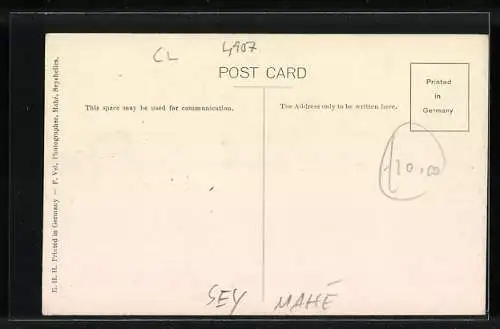 CL 4907
POST CARD
Printed
in
Germany
This space may be used for communication.
The Address only to be written here.
10,00
E. H. H. Printed in Germany — F. Vel, Photographer, Mahé, Seychelles.
SEY MAHÉ